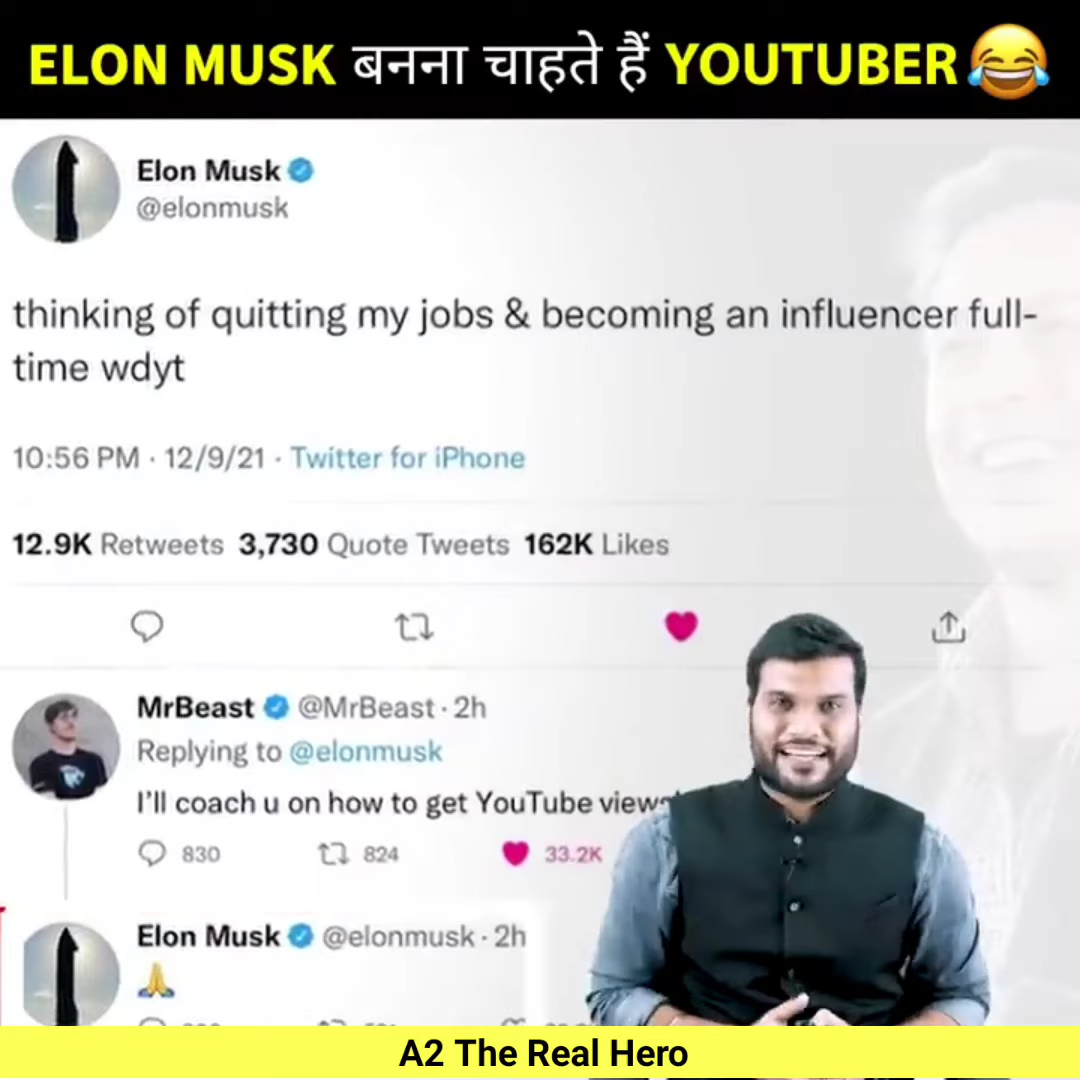 ELON MUSK बनना चाहते हैं YOUTUBER 😂
Elon Musk
@elonmusk
thinking of quitting my jobs & becoming an influencer full-
time wdyt
10:56 PM · 12/9/21 · Twitter for iPhone
12.9K Retweets 3,730 Quote Tweets 162K Likes
MrBeast @MrBeast · 2h
Replying to @elonmusk
I'll coach u on how to get YouTube views
830 824 33.2K
Elon Musk @elonmusk · 2h
🙏
A2 The Real Hero